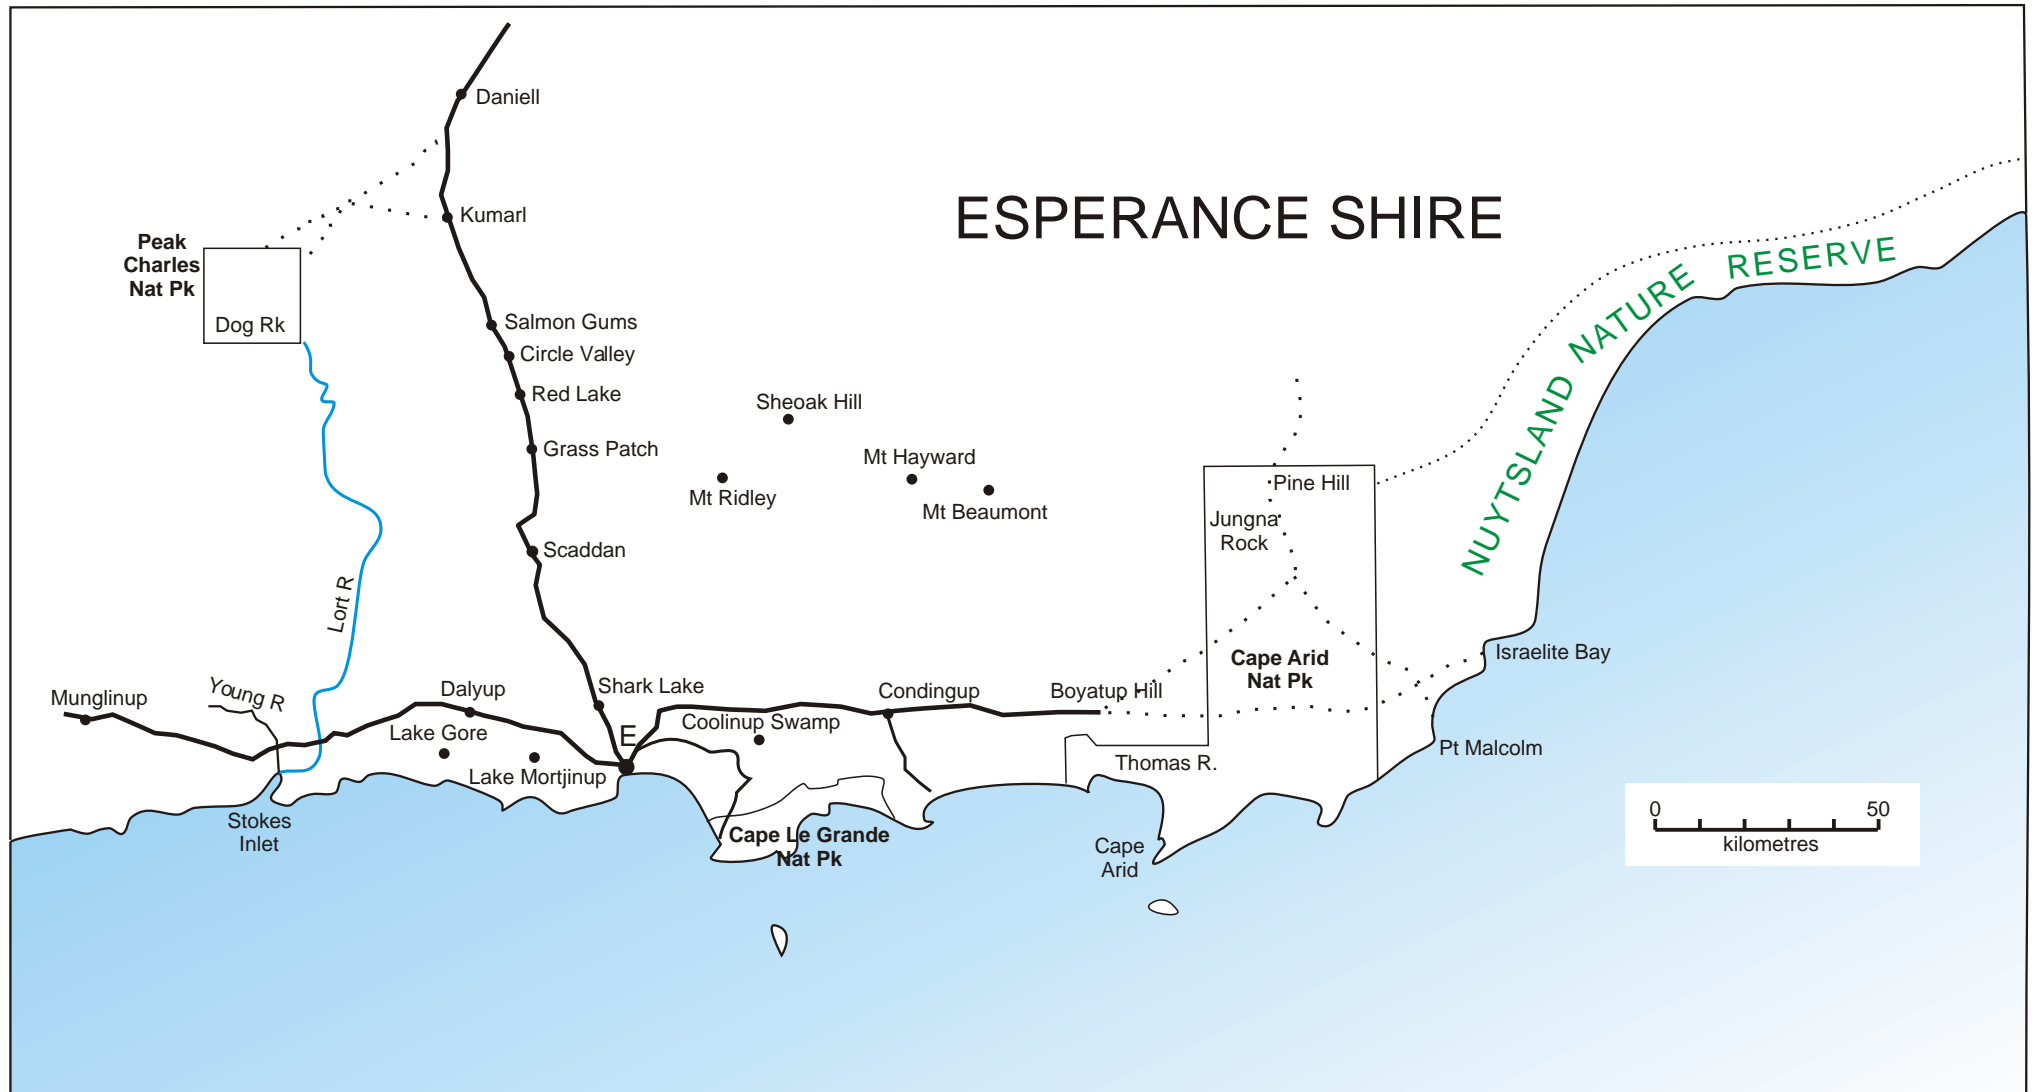 Daniell
ESPERANCE SHIRE
Kumarl
Peak
Charles
Nat Pk
Dog Rk
NUYTSLAND NATURE RESERVE
Salmon Gums
Circle Valley
Red Lake
Sheoak Hill
Grass Patch
Mt Hayward
Mt Ridley
Mt Beaumont
Pine Hill
Jungna
Rock
Scaddan
Lort R
Israelite Bay
Cape Arid
Nat Pk
Munglinup
Young R
Dalyup
Shark Lake
Condingup
Boyatup Hill
Lake Gore
E
Coolinup Swamp
Pt Malcolm
Lake Mortjinup
Thomas R.
Stokes
Inlet
Cape Le Grande
Nat Pk
Cape
Arid
0 50
kilometres